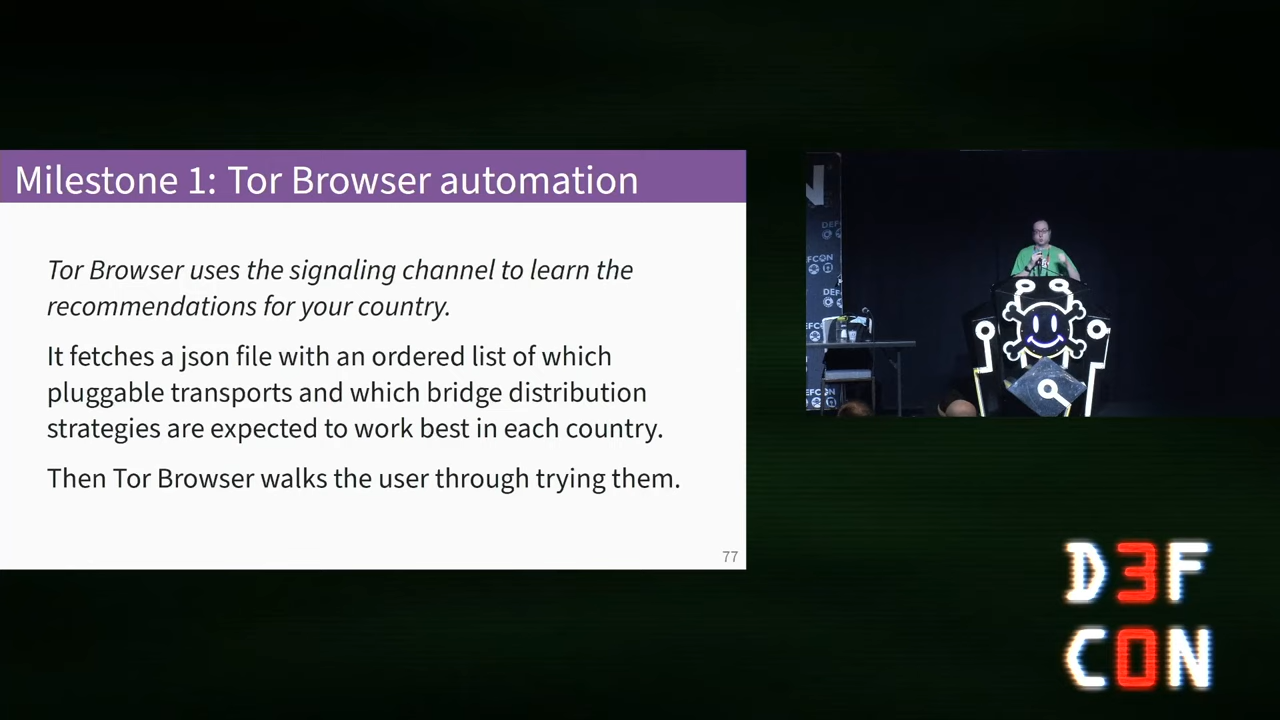 Milestone 1: Tor Browser automation
Tor Browser uses the signaling channel to learn the
recommendations for your country.
It fetches a json file with an ordered list of which
pluggable transports and which bridge distribution
strategies are expected to work best in each country.
Then Tor Browser walks the user through trying them.
77
N
DEFCON
D3F
C0N